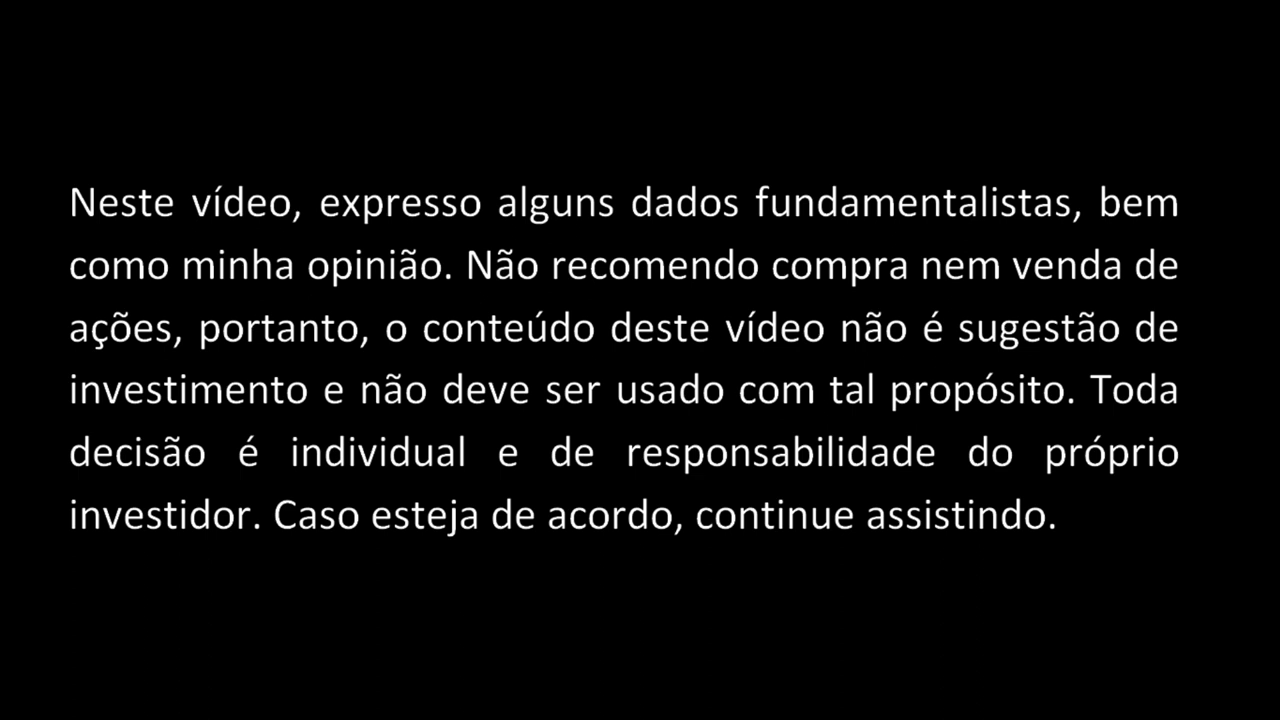 Neste vídeo, expresso alguns dados fundamentalistas, bem
como minha opinião. Não recomendo compra nem venda de
ações, portanto, o conteúdo deste vídeo não é sugestão de
investimento e não deve ser usado com tal propósito. Toda
decisão é individual e de responsabilidade do próprio
investidor. Caso esteja de acordo, continue assistindo.